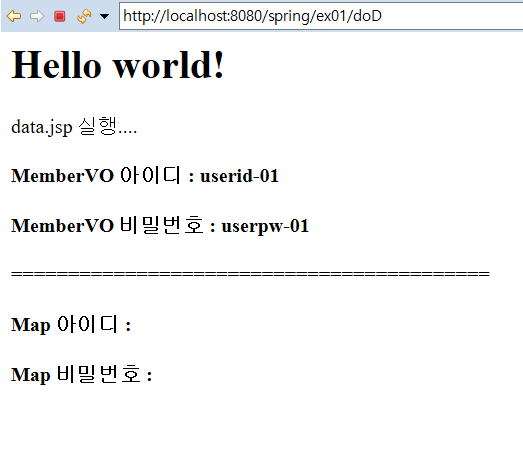 http://localhost:8080/spring/ex01/doD
Hello world!
data.jsp 실행....
MemberVO 아이디 : userid-01
MemberVO 비밀번호 : userpw-01
==========================================
Map 아이디 :
Map 비밀번호 :